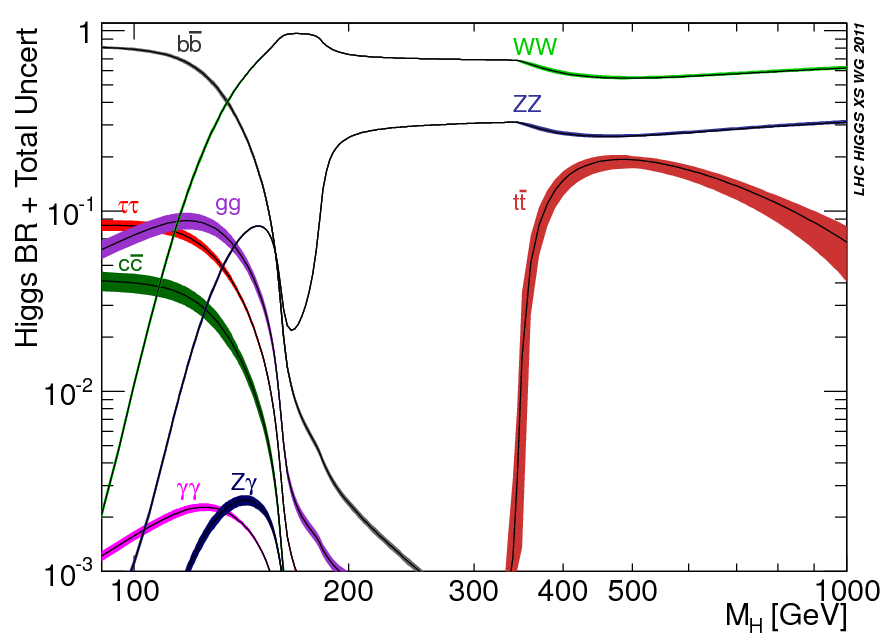 Higgs BR + Total Uncert
1
10⁻¹
10⁻²
10⁻³
bb̄
WW
ZZ
ττ
gg
cc̄
tt̄
γγ
Zγ
LHC HIGGS XS WG 2011
100 200 300 400 500 1000
M_H [GeV]